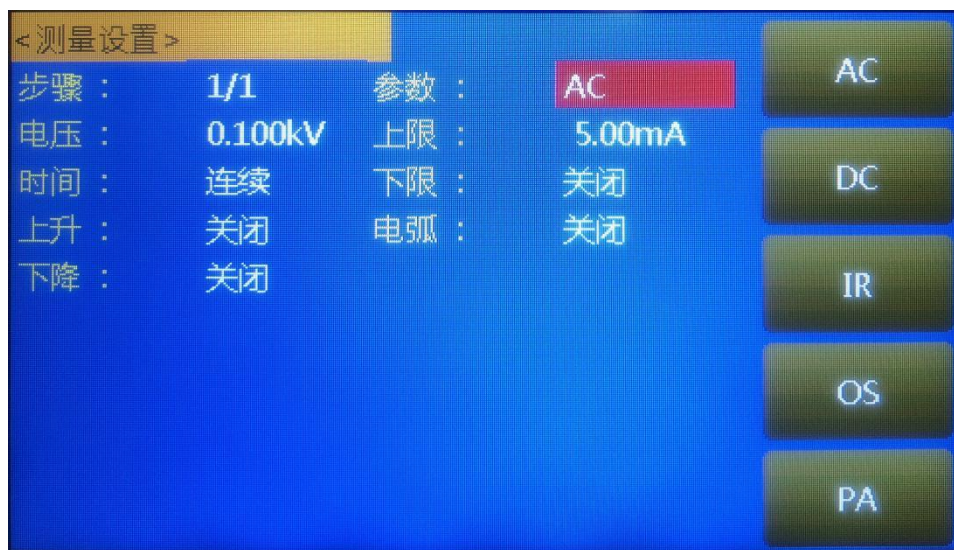 <测量设置>
步骤： 1/1 参数： AC
电压： 0.100kV 上限： 5.00mA
时间： 连续 下限： 关闭
上升： 关闭 电弧： 关闭
下降： 关闭
AC
DC
IR
OS
PA